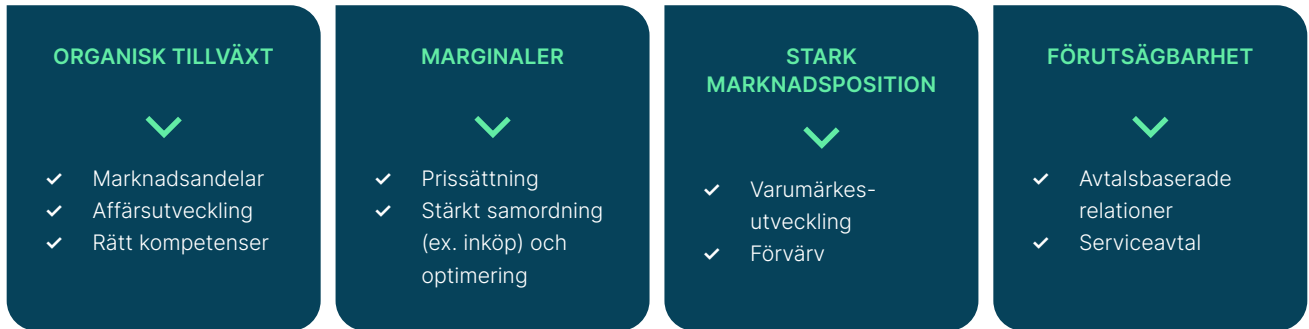 ORGANISK TILLVÄXT
Marknadsandelar
Affärsutveckling
Rätt kompetenser
MARGINALER
Prissättning
Stärkt samordning
(ex. inköp) och
optimering
STARK
MARKNADSPOSITION
Varumärkes-
utveckling
Förvärv
FÖRUTSÄGBARHET
Avtalsbaserade
relationer
Serviceavtal